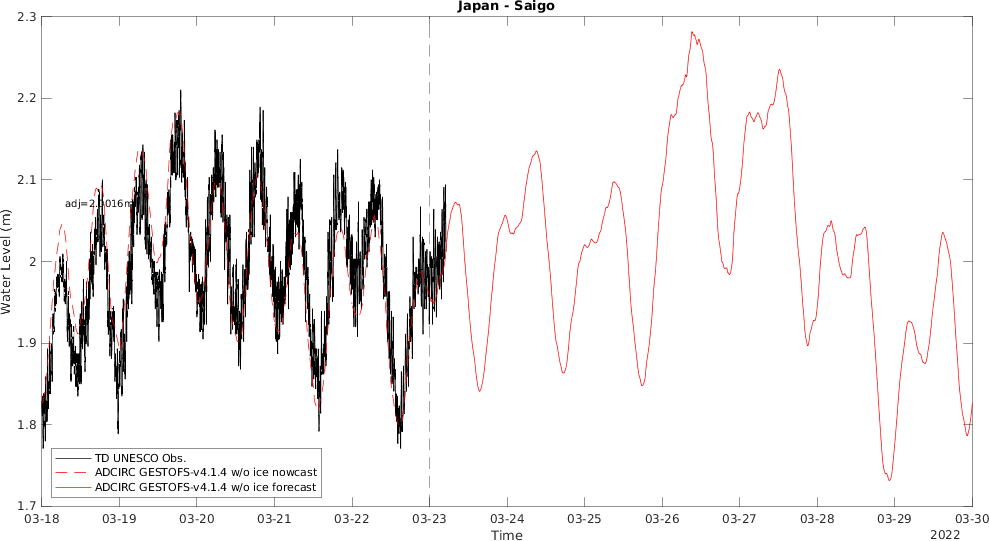 Japan - Saigo
2.3
2.2
2.1
2
1.9
1.8
1.7
Water Level (m)
adj=2.0016m
TD UNESCO Obs.
ADCIRC GESTOFS-v4.1.4 w/o ice nowcast
ADCIRC GESTOFS-v4.1.4 w/o ice forecast
03-18 03-19 03-20 03-21 03-22 03-23 03-24 03-25 03-26 03-27 03-28 03-29 03-30
Time
2022